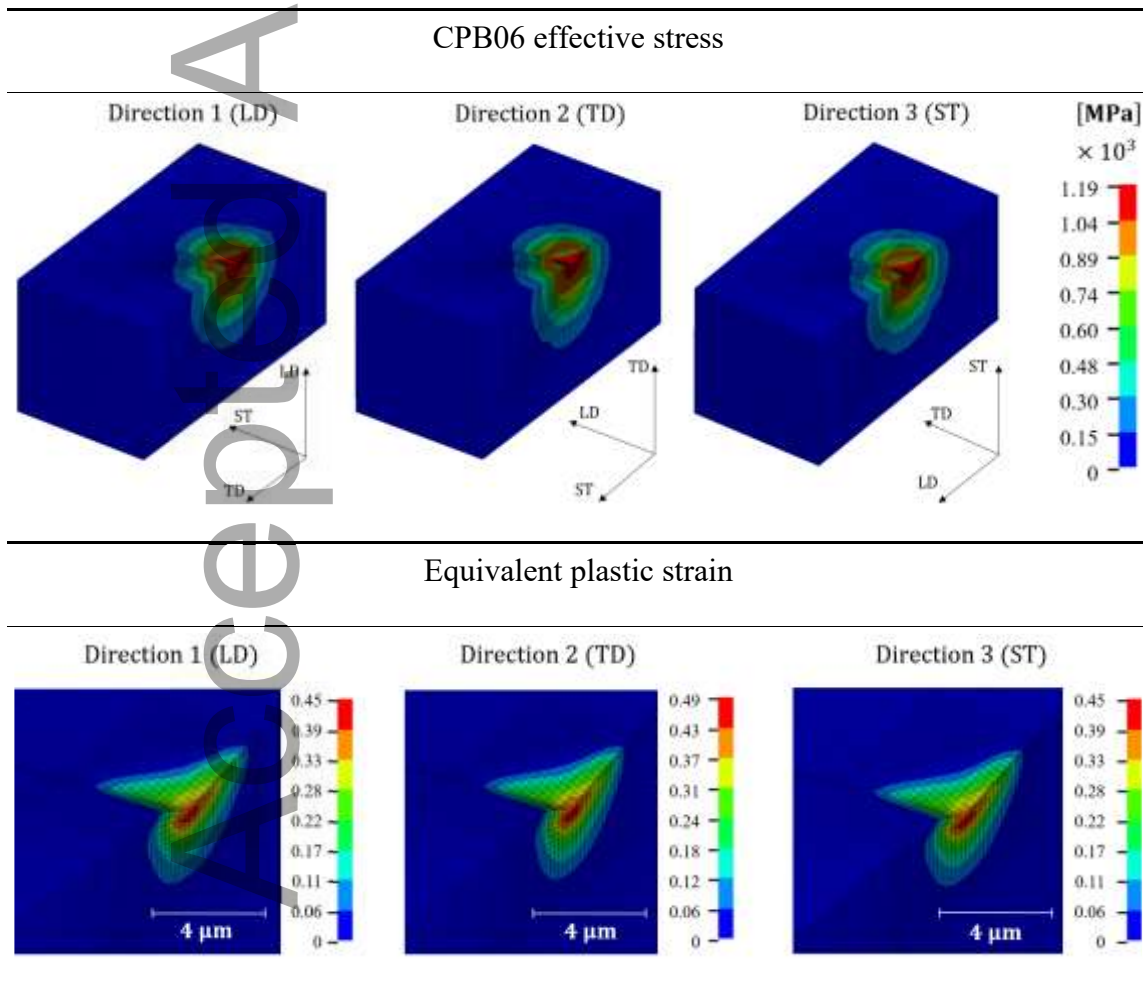 CPB06 effective stress
Direction 1 (LD)
Direction 2 (TD)
Direction 3 (ST)
[MPa]
× 10³
1.19
1.04
0.89
0.74
0.60
0.48
0.30
0.15
0
LD
ST
TD
TD
LD
ST
ST
TD
LD
Equivalent plastic strain
Direction 1 (LD)
Direction 2 (TD)
Direction 3 (ST)
0.45
0.39
0.33
0.28
0.22
0.17
0.11
0.06
0
4 μm
0.49
0.43
0.37
0.31
0.24
0.18
0.12
0.06
0
4 μm
0.45
0.39
0.33
0.28
0.22
0.17
0.11
0.06
0
4 μm
Accepted A